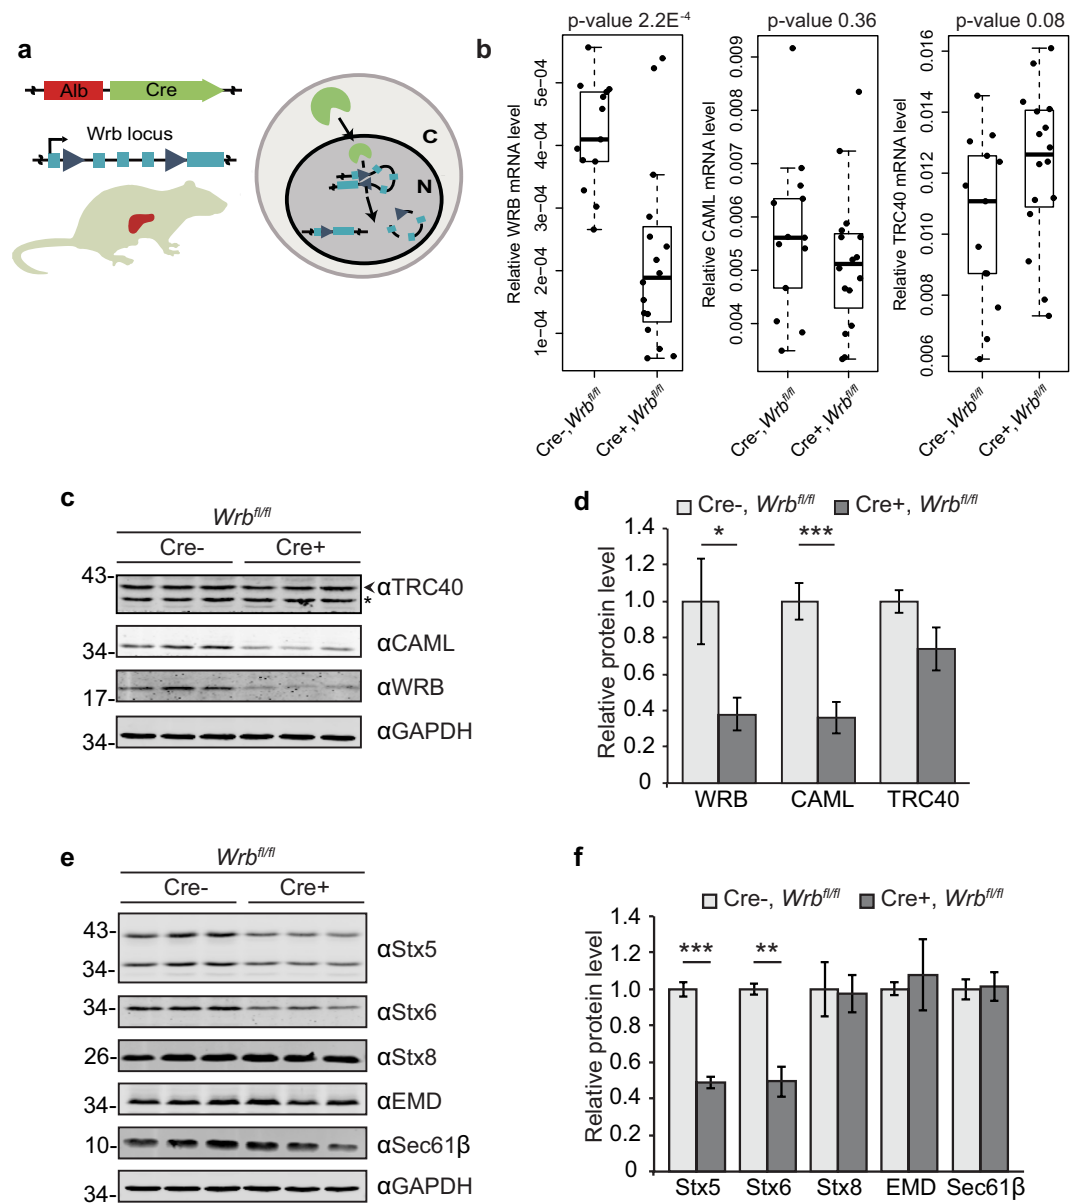 a
Alb
Cre
Wrb locus
C
N
b
p-value 2.2E-4
p-value 0.36
p-value 0.08
Relative WRB mRNA level
1e-04
2e-04
3e-04
4e-04
5e-04
Cre-, Wrbfl/fl
Cre+, Wrbfl/fl
Relative CAML mRNA level
0.004
0.005
0.006
0.007
0.008
0.009
Cre-, Wrbfl/fl
Cre+, Wrbfl/fl
Relative TRC40 mRNA level
0.006
0.008
0.010
0.012
0.014
0.016
Cre-, Wrbfl/fl
Cre+, Wrbfl/fl
c
Wrbfl/fl
Cre- Cre+
43- αTRC40
*
34- αCAML
17- αWRB
34- αGAPDH
d
Cre-, Wrbfl/fl Cre+, Wrbfl/fl
Relative protein level
1.4
1.2
1.0
0.8
0.6
0.4
0.2
0
* ***
WRB CAML TRC40
e
Wrbfl/fl
Cre- Cre+
43-
αStx5
34-
34- αStx6
26- αStx8
34- αEMD
10- αSec61β
34- αGAPDH
f
Cre-, Wrbfl/fl Cre+, Wrbfl/fl
Relative protein level
1.4
1.2
1.0
0.8
0.6
0.4
0.2
0
*** **
Stx5 Stx6 Stx8 EMD Sec61β